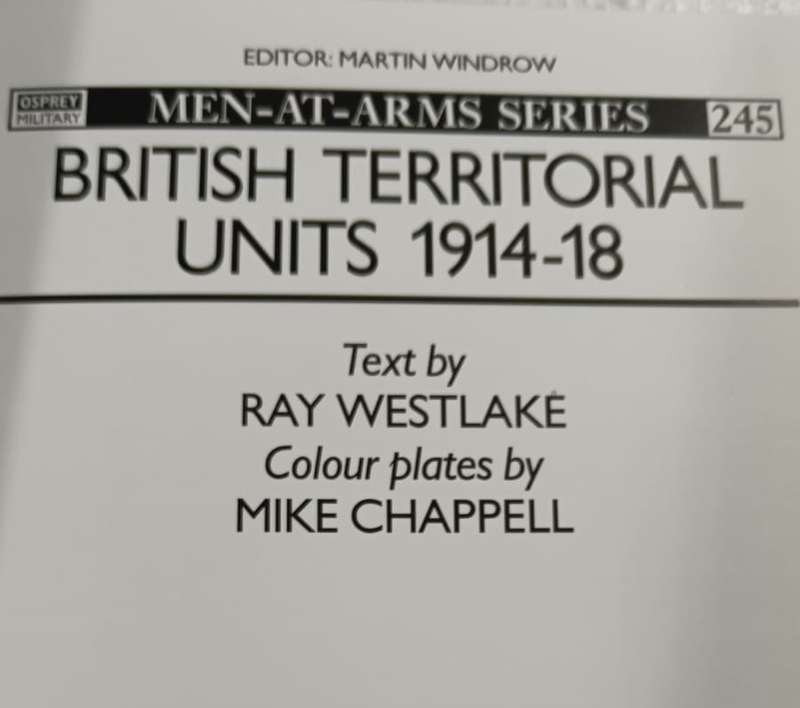 EDITOR: MARTIN WINDROW
OSPREY MILITARY MEN-AT-ARMS SERIES 245
BRITISH TERRITORIAL
UNITS 1914-18
Text by
RAY WESTLAKE
Colour plates by
MIKE CHAPPELL